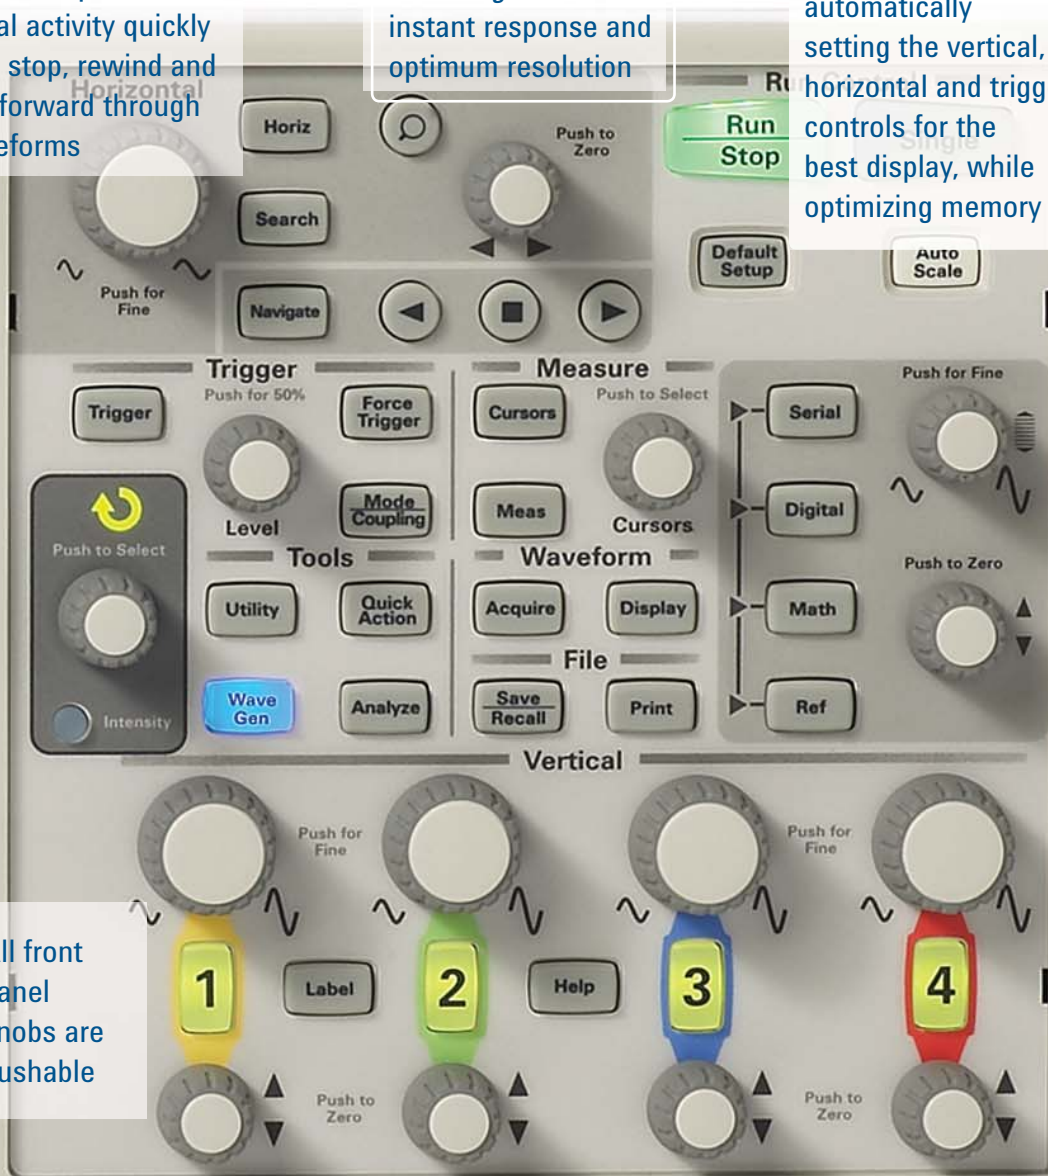 al activity quickly
stop, rewind and
forward through
eforms
instant response and
optimum resolution
automatically
setting the vertical,
horizontal and trigg
controls for the
best display, while
optimizing memory
Horizontal
Run Control
Horiz
Push to
Zero
Run
Stop
Single
Search
Default
Setup
Auto
Scale
Push for
Fine
Navigate
Trigger
Push for 50%
Trigger
Force
Trigger
Level
Mode
Coupling
Measure
Push to Select
Cursors
Meas
Cursors
Push for Fine
Serial
Digital
Push to Zero
Math
Ref
Push to Select
Intensity
Tools
Utility
Quick
Action
Wave
Gen
Analyze
Waveform
Acquire
Display
File
Save
Recall
Print
Vertical
Push for
Fine
Push for
Fine
ll front
anel
nobs are
ushable
1
Label
2
Help
3
4
Push to
Zero
Push to
Zero